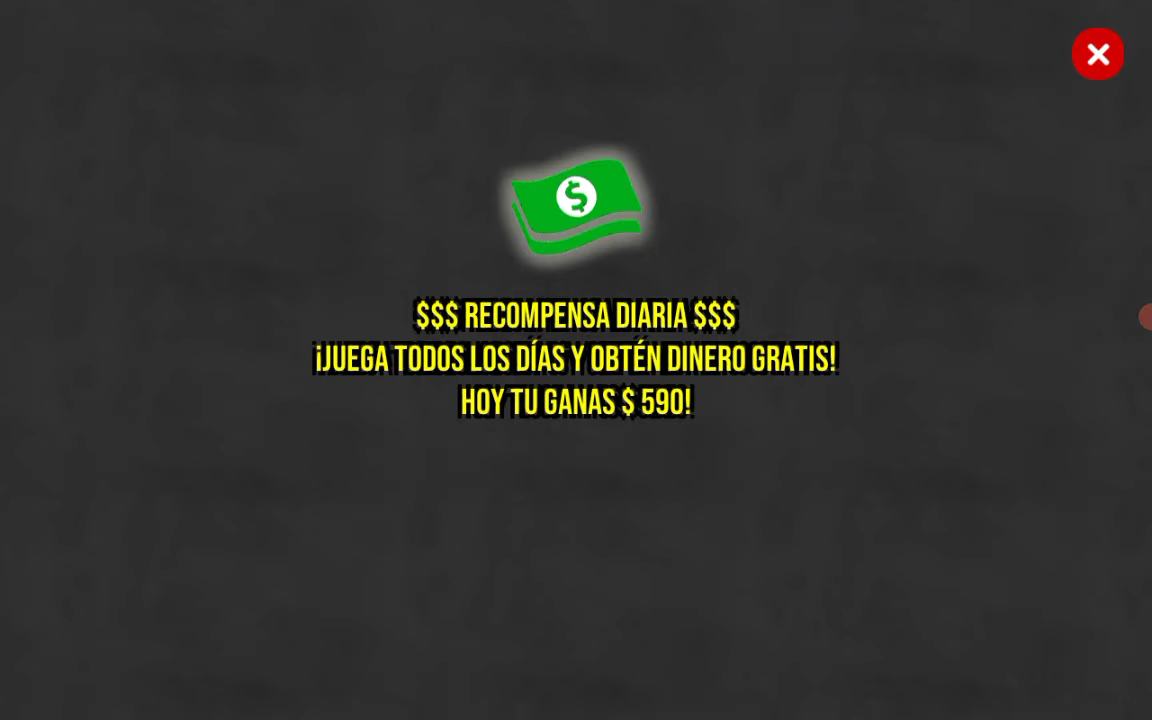 $
$$$ RECOMPENSA DIARIA $$$
¡JUEGA TODOS LOS DÍAS Y OBTÉN DINERO GRATIS!
HOY TU GANAS $ 590!